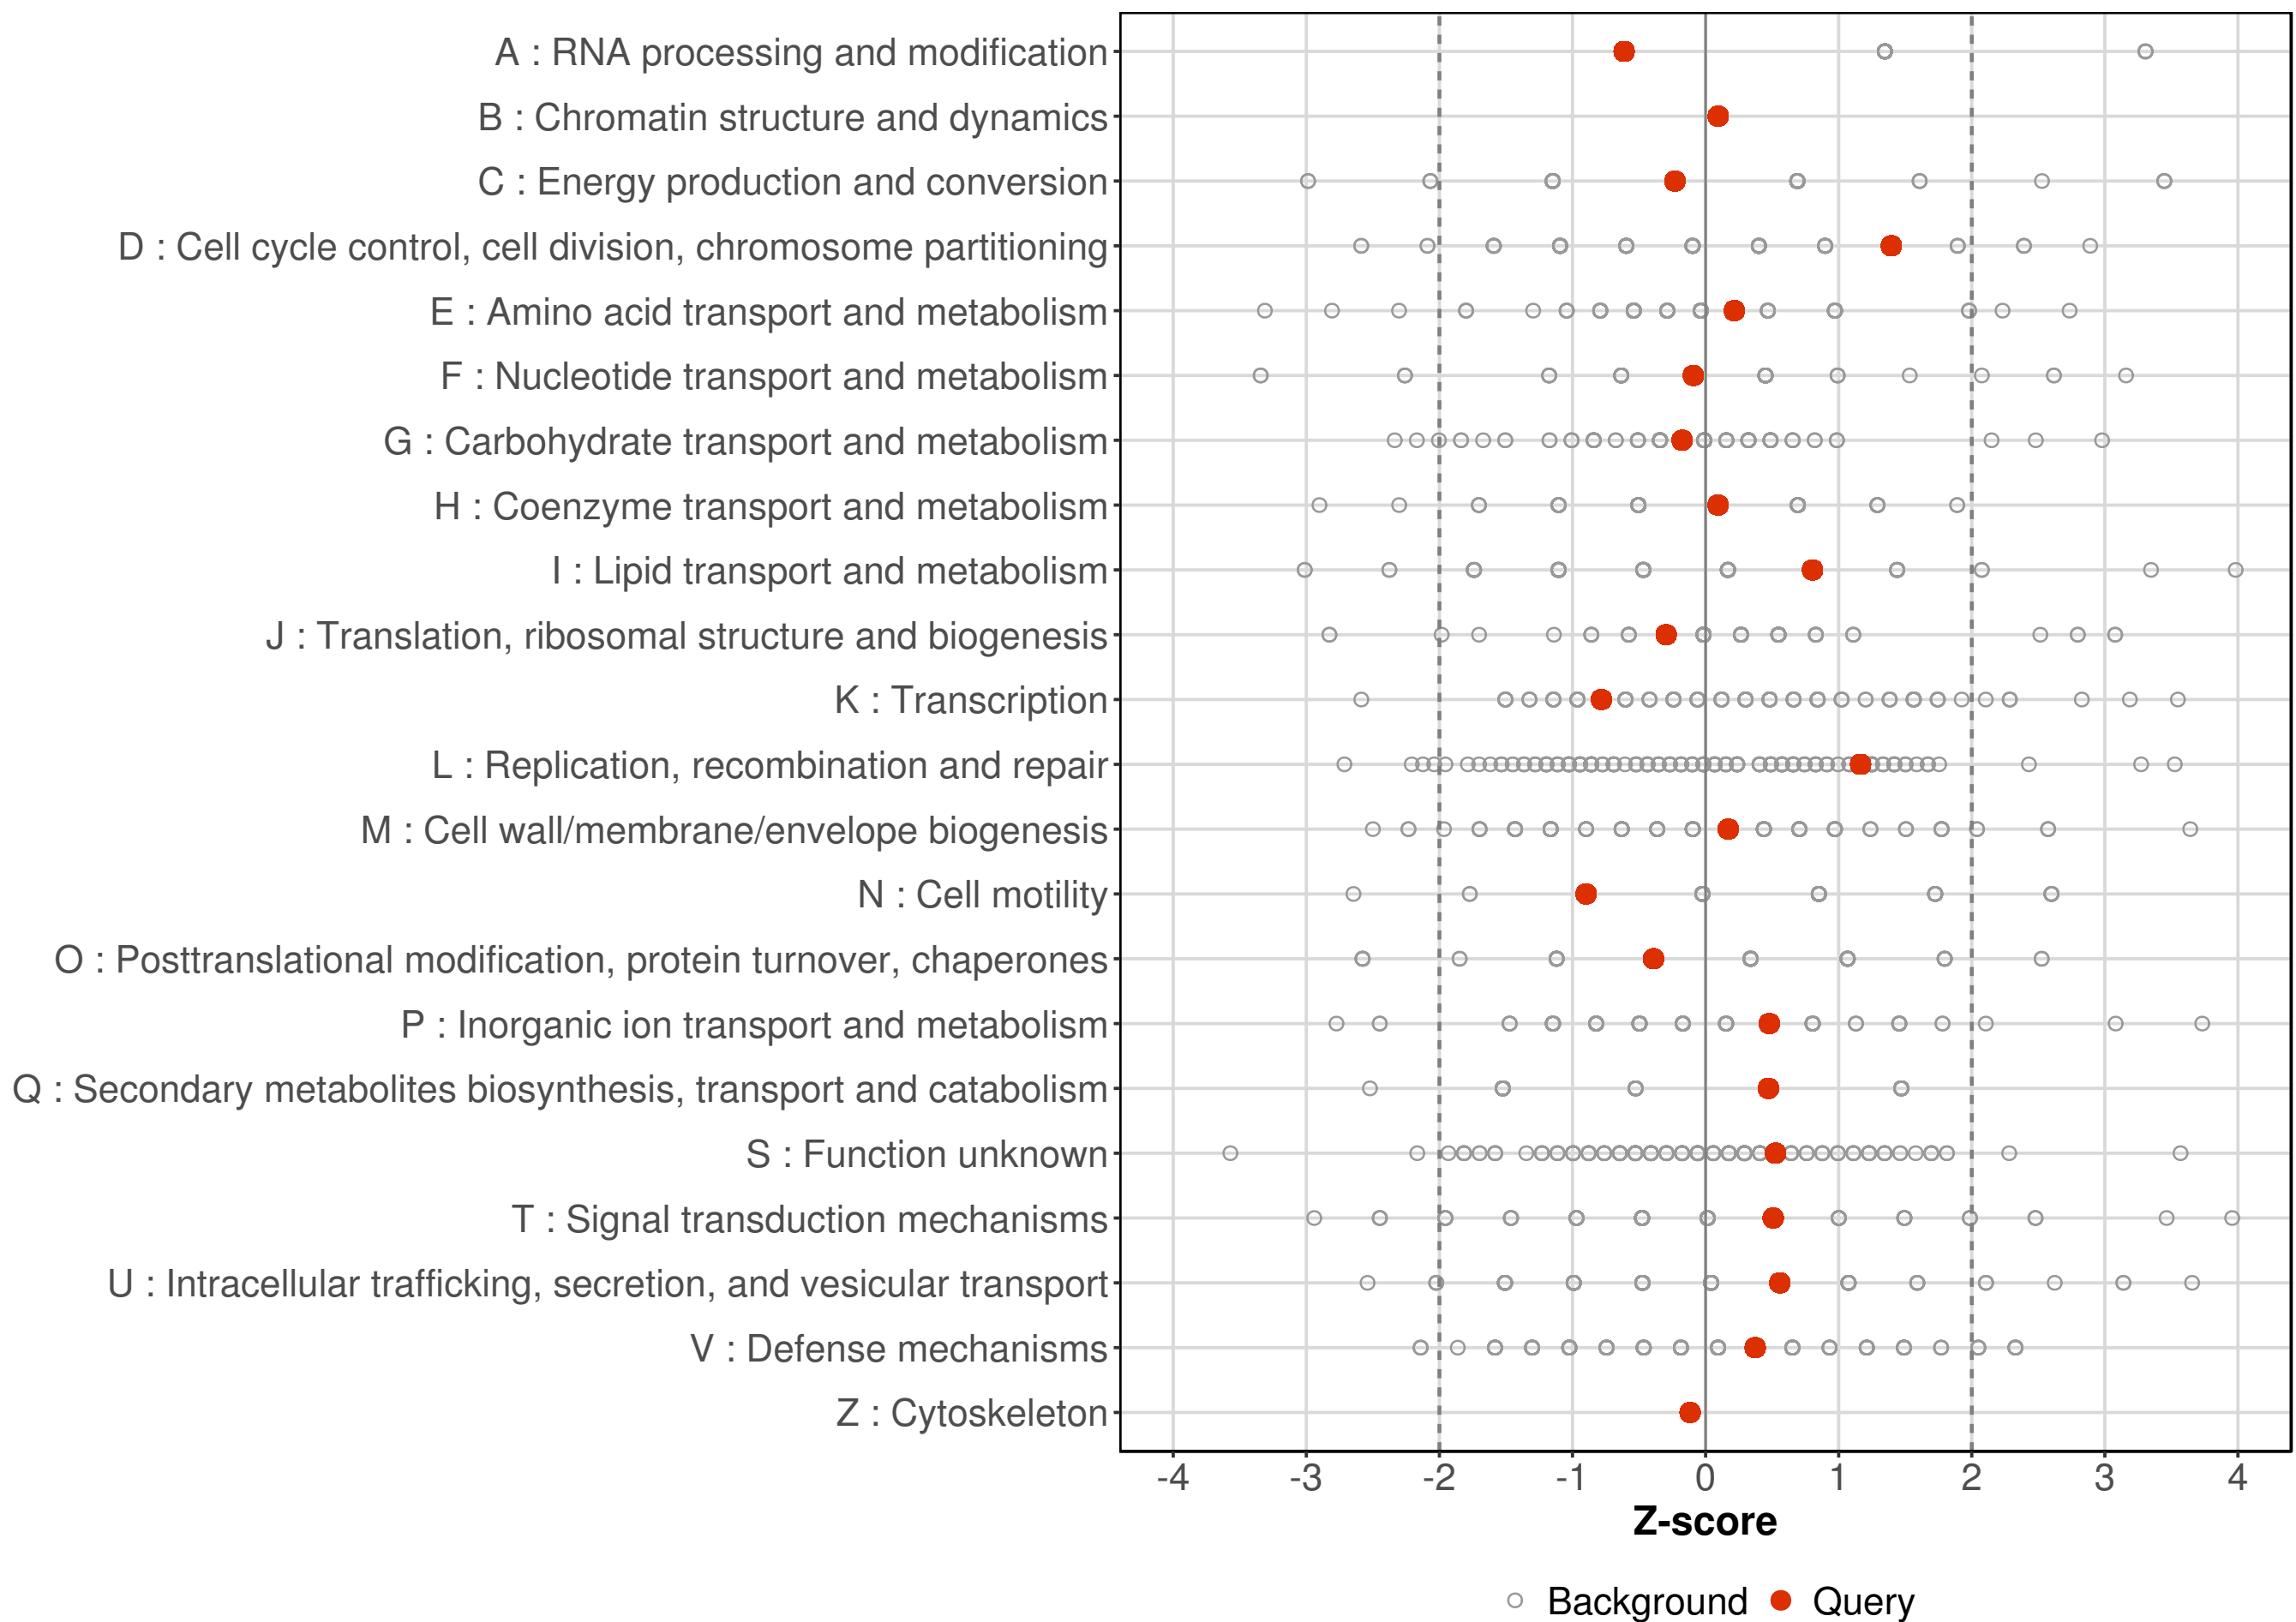 A : RNA processing and modification
B : Chromatin structure and dynamics
C : Energy production and conversion
D : Cell cycle control, cell division, chromosome partitioning
E : Amino acid transport and metabolism
F : Nucleotide transport and metabolism
G : Carbohydrate transport and metabolism
H : Coenzyme transport and metabolism
I : Lipid transport and metabolism
J : Translation, ribosomal structure and biogenesis
K : Transcription
L : Replication, recombination and repair
M : Cell wall/membrane/envelope biogenesis
N : Cell motility
O : Posttranslational modification, protein turnover, chaperones
P : Inorganic ion transport and metabolism
Q : Secondary metabolites biosynthesis, transport and catabolism
S : Function unknown
T : Signal transduction mechanisms
U : Intracellular trafficking, secretion, and vesicular transport
V : Defense mechanisms
Z : Cytoskeleton
-4 -3 -2 -1 0 1 2 3 4
Z-score
Background Query